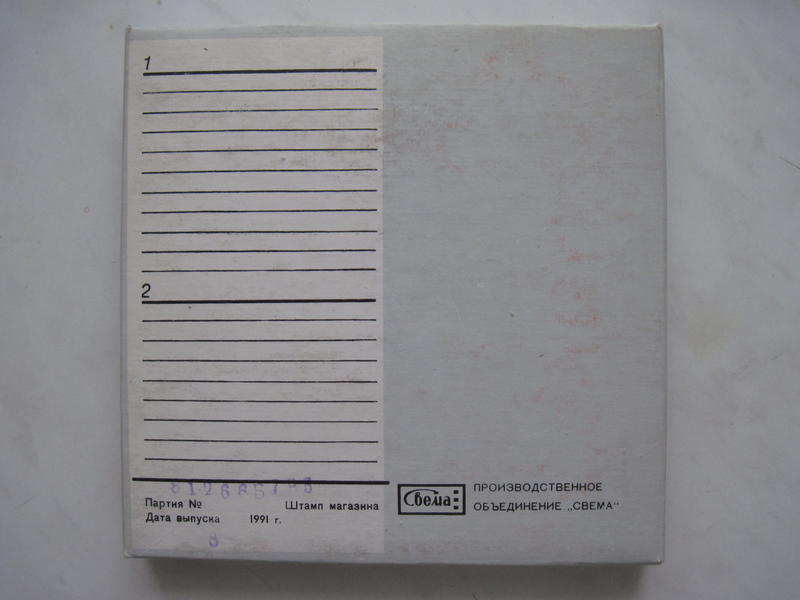 1
2
Партия №
Штамп магазина
Дата выпуска 1991 г.
Свема
ПРОИЗВОДСТВЕННОЕ
ОБЪЕДИНЕНИЕ „СВЕМА“